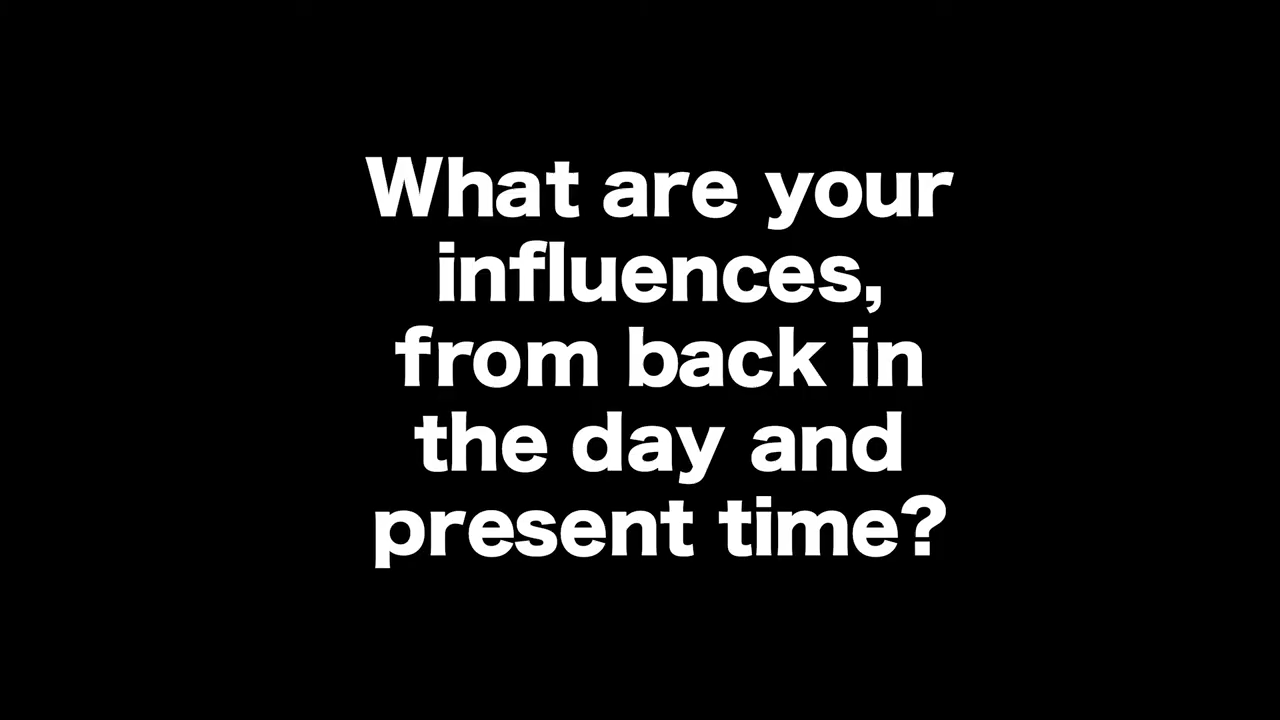 What are your
influences,
from back in
the day and
present time?